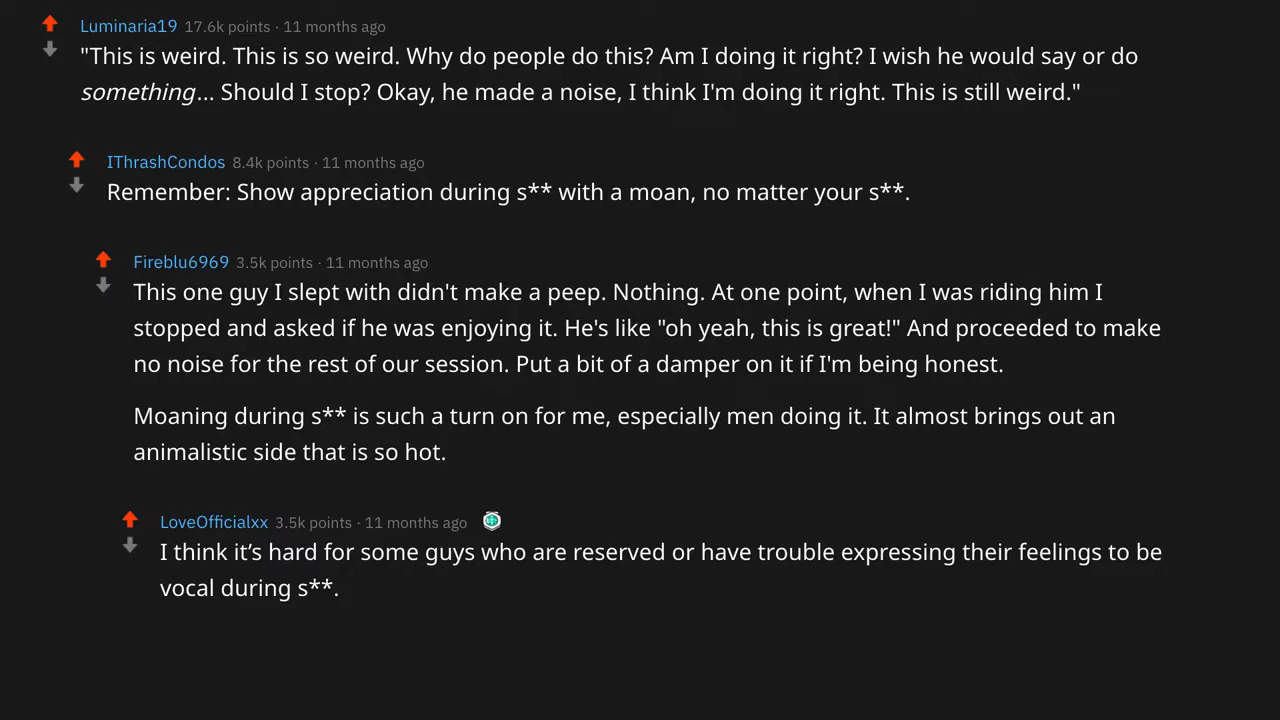 Luminaria19 17.6k points · 11 months ago
"This is weird. This is so weird. Why do people do this? Am I doing it right? I wish he would say or do
something... Should I stop? Okay, he made a noise, I think I'm doing it right. This is still weird."
IThrashCondos 8.4k points · 11 months ago
Remember: Show appreciation during s** with a moan, no matter your s**.
Fireblu6969 3.5k points · 11 months ago
This one guy I slept with didn't make a peep. Nothing. At one point, when I was riding him I
stopped and asked if he was enjoying it. He's like "oh yeah, this is great!" And proceeded to make
no noise for the rest of our session. Put a bit of a damper on it if I'm being honest.
Moaning during s** is such a turn on for me, especially men doing it. It almost brings out an
animalistic side that is so hot.
LoveOfficialxx 3.5k points · 11 months ago
I think it’s hard for some guys who are reserved or have trouble expressing their feelings to be
vocal during s**.